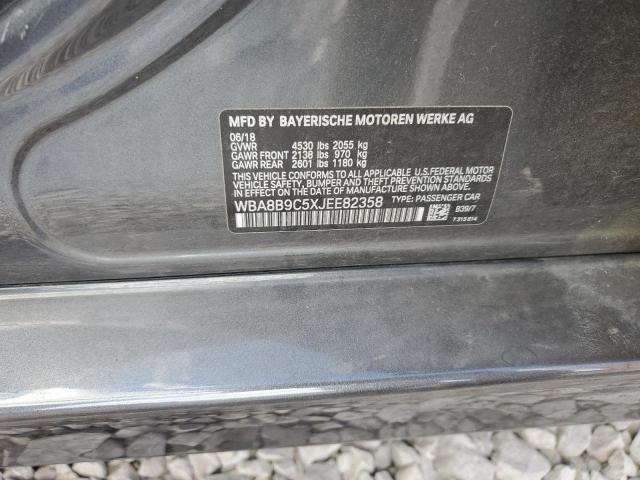 MFD BY BAYERISCHE MOTOREN WERKE AG
06/18
GVWR 4530 lbs 2055 kg
GAWR FRONT 2138 lbs 970 kg
GAWR REAR 2601 lbs 1180 kg
THIS VEHICLE CONFORMS TO ALL APPLICABLE U.S. FEDERAL MOTOR
VEHICLE SAFETY, BUMPER, AND THEFT PREVENTION STANDARDS
IN EFFECT ON THE DATE OF MANUFACTURE SHOWN ABOVE.
WBA8B9C5XJEE82358 TYPE: PASSENGER CAR
B39/7
T 315 814